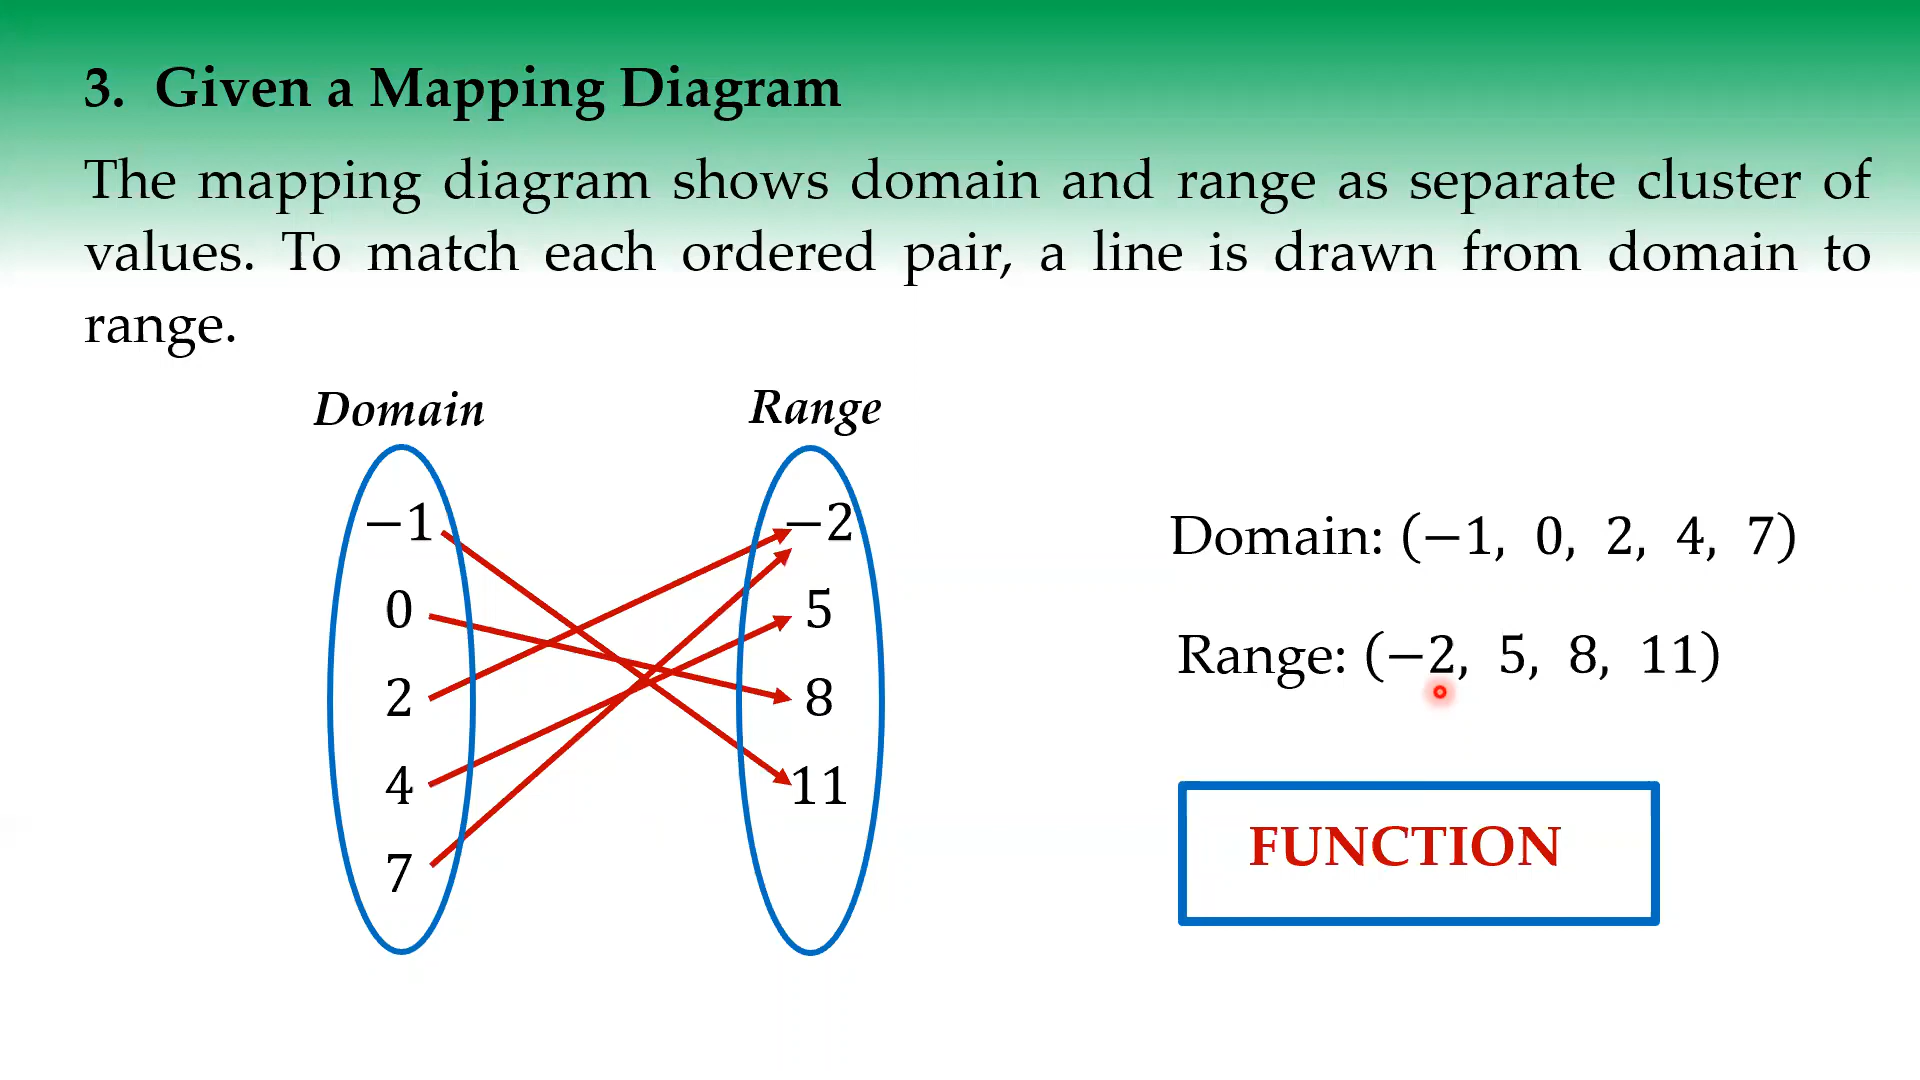 3. Given a Mapping Diagram
The mapping diagram shows domain and range as separate cluster of
values. To match each ordered pair, a line is drawn from domain to
range.
Domain
Range
−1
0
2
4
7
−2
5
8
11
Domain: (−1, 0, 2, 4, 7)
Range: (−2, 5, 8, 11)
FUNCTION